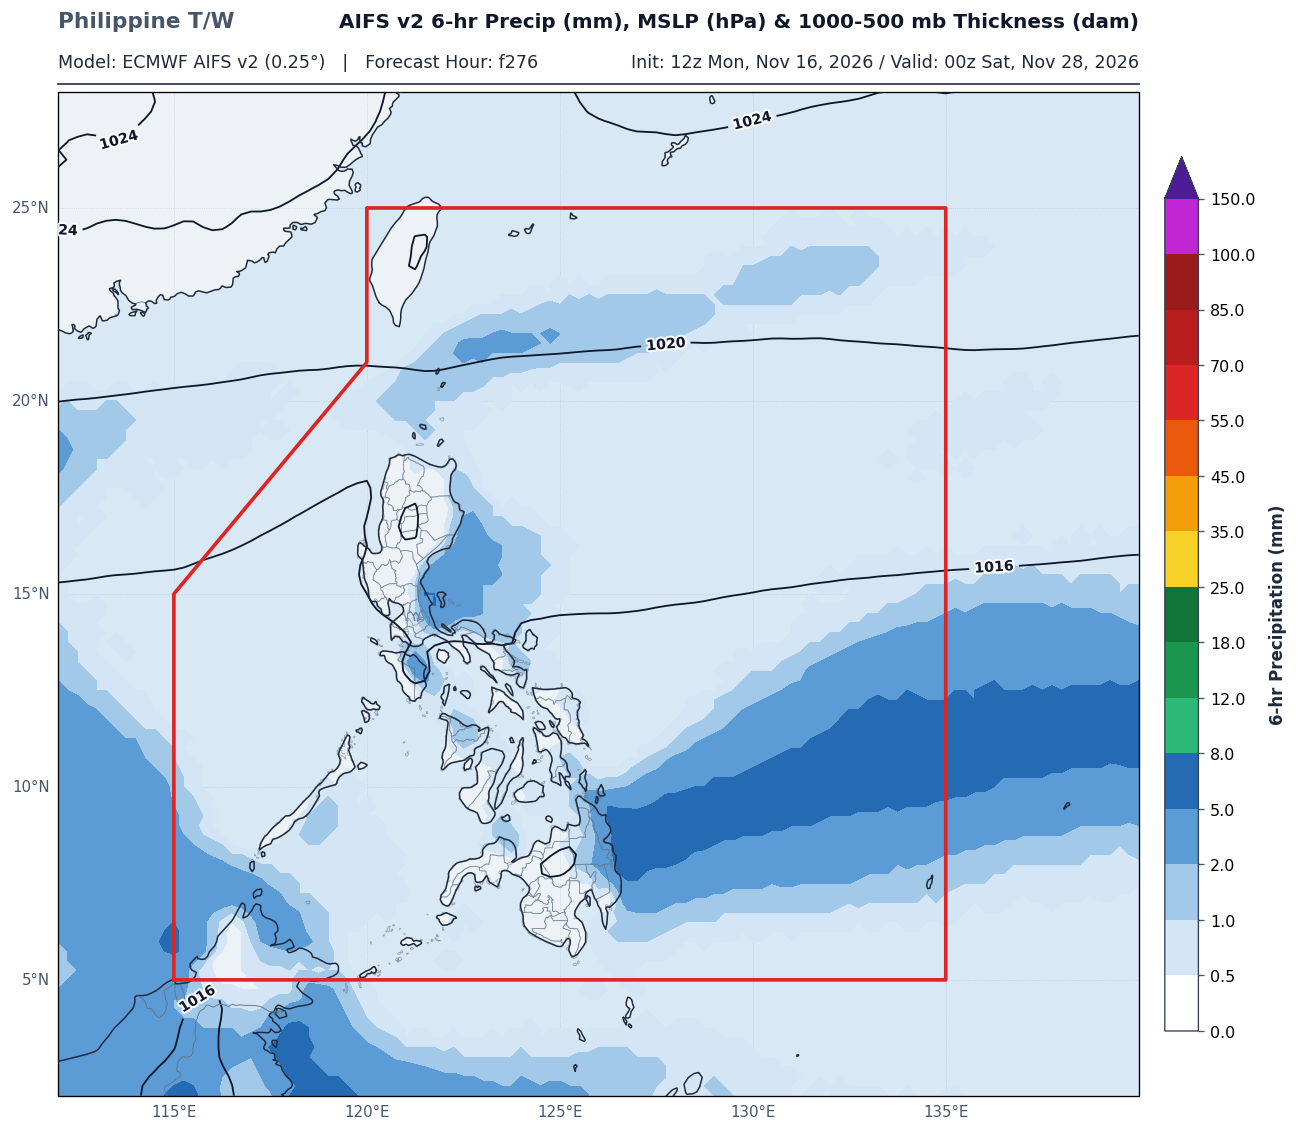 Philippine T/W
AIFS v2 6-hr Precip (mm), MSLP (hPa) & 1000-500 mb Thickness (dam)
Model: ECMWF AIFS v2 (0.25°)   |   Forecast Hour: f276
Init: 12z Mon, Nov 16, 2026 / Valid: 00z Sat, Nov 28, 2026
1024
1024
24
1020
1016
1016
25°N
20°N
15°N
10°N
5°N
115°E
120°E
125°E
130°E
135°E
150.0
100.0
85.0
70.0
55.0
45.0
35.0
25.0
18.0
12.0
8.0
5.0
2.0
1.0
0.5
0.0
6-hr Precipitation (mm)